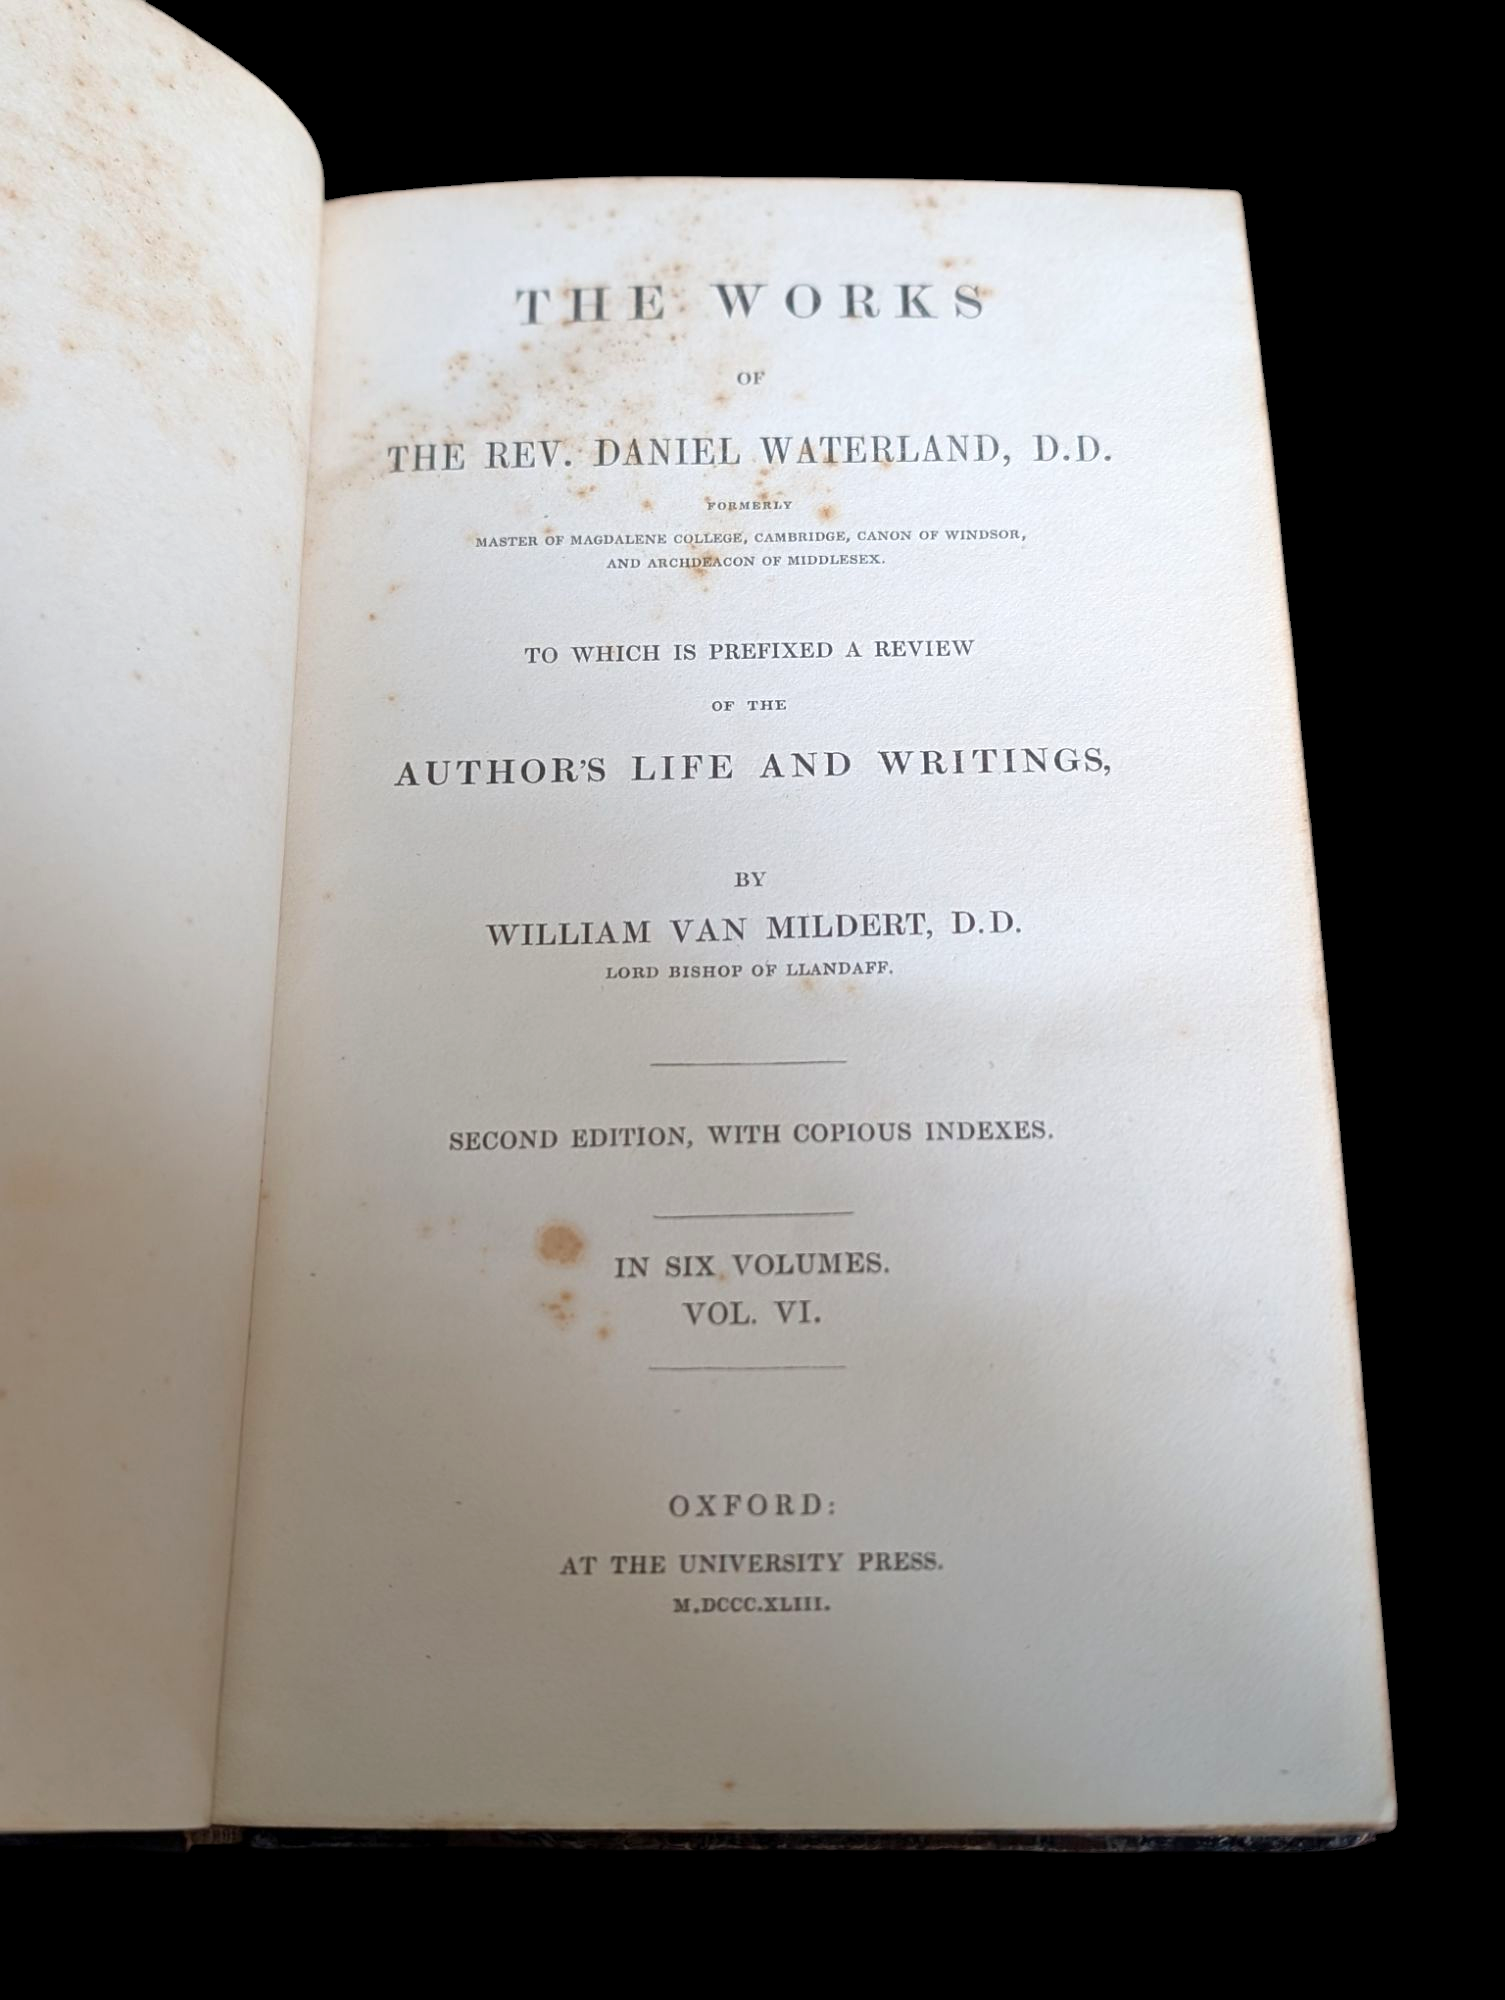 THE WORKS
OF
THE REV. DANIEL WATERLAND, D.D.
FORMERLY
MASTER OF MAGDALENE COLLEGE, CAMBRIDGE, CANON OF WINDSOR,
AND ARCHDEACON OF MIDDLESEX.
TO WHICH IS PREFIXED A REVIEW
OF THE
AUTHOR'S LIFE AND WRITINGS,
BY
WILLIAM VAN MILDERT, D.D.
LORD BISHOP OF LLANDAFF.
SECOND EDITION, WITH COPIOUS INDEXES.
IN SIX VOLUMES.
VOL. VI.
OXFORD:
AT THE UNIVERSITY PRESS.
M.DCCC.XLIII.